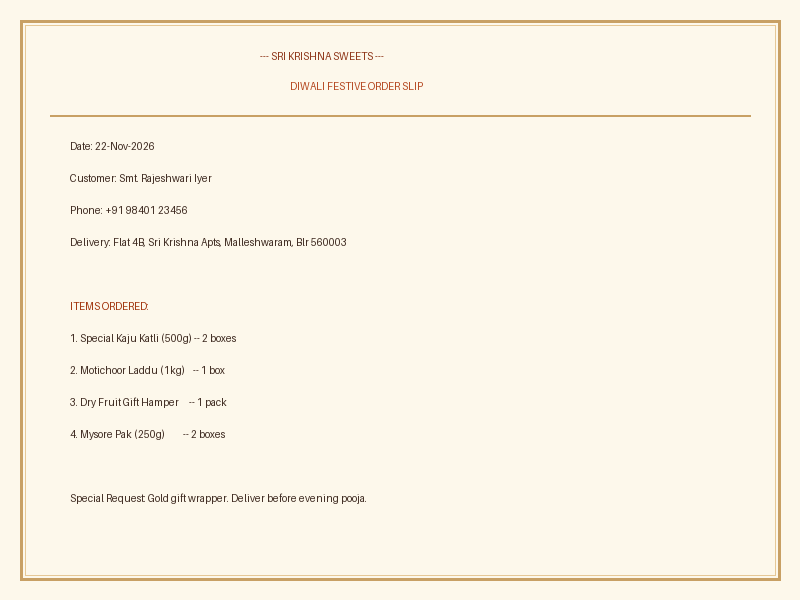 --- SRI KRISHNA SWEETS ---
DIWALI FESTIVE ORDER SLIP
Date: 22-Nov-2026
Customer: Smt. Rajeshwari Iyer
Phone: +91 98401 23456
Delivery: Flat 4B, Sri Krishna Apts, Malleshwaram, Blr 560003
ITEMS ORDERED:
1. Special Kaju Katli (500g) -- 2 boxes
2. Motichoor Laddu (1kg) -- 1 box
3. Dry Fruit Gift Hamper -- 1 pack
4. Mysore Pak (250g) -- 2 boxes
Special Request: Gold gift wrapper. Deliver before evening pooja.